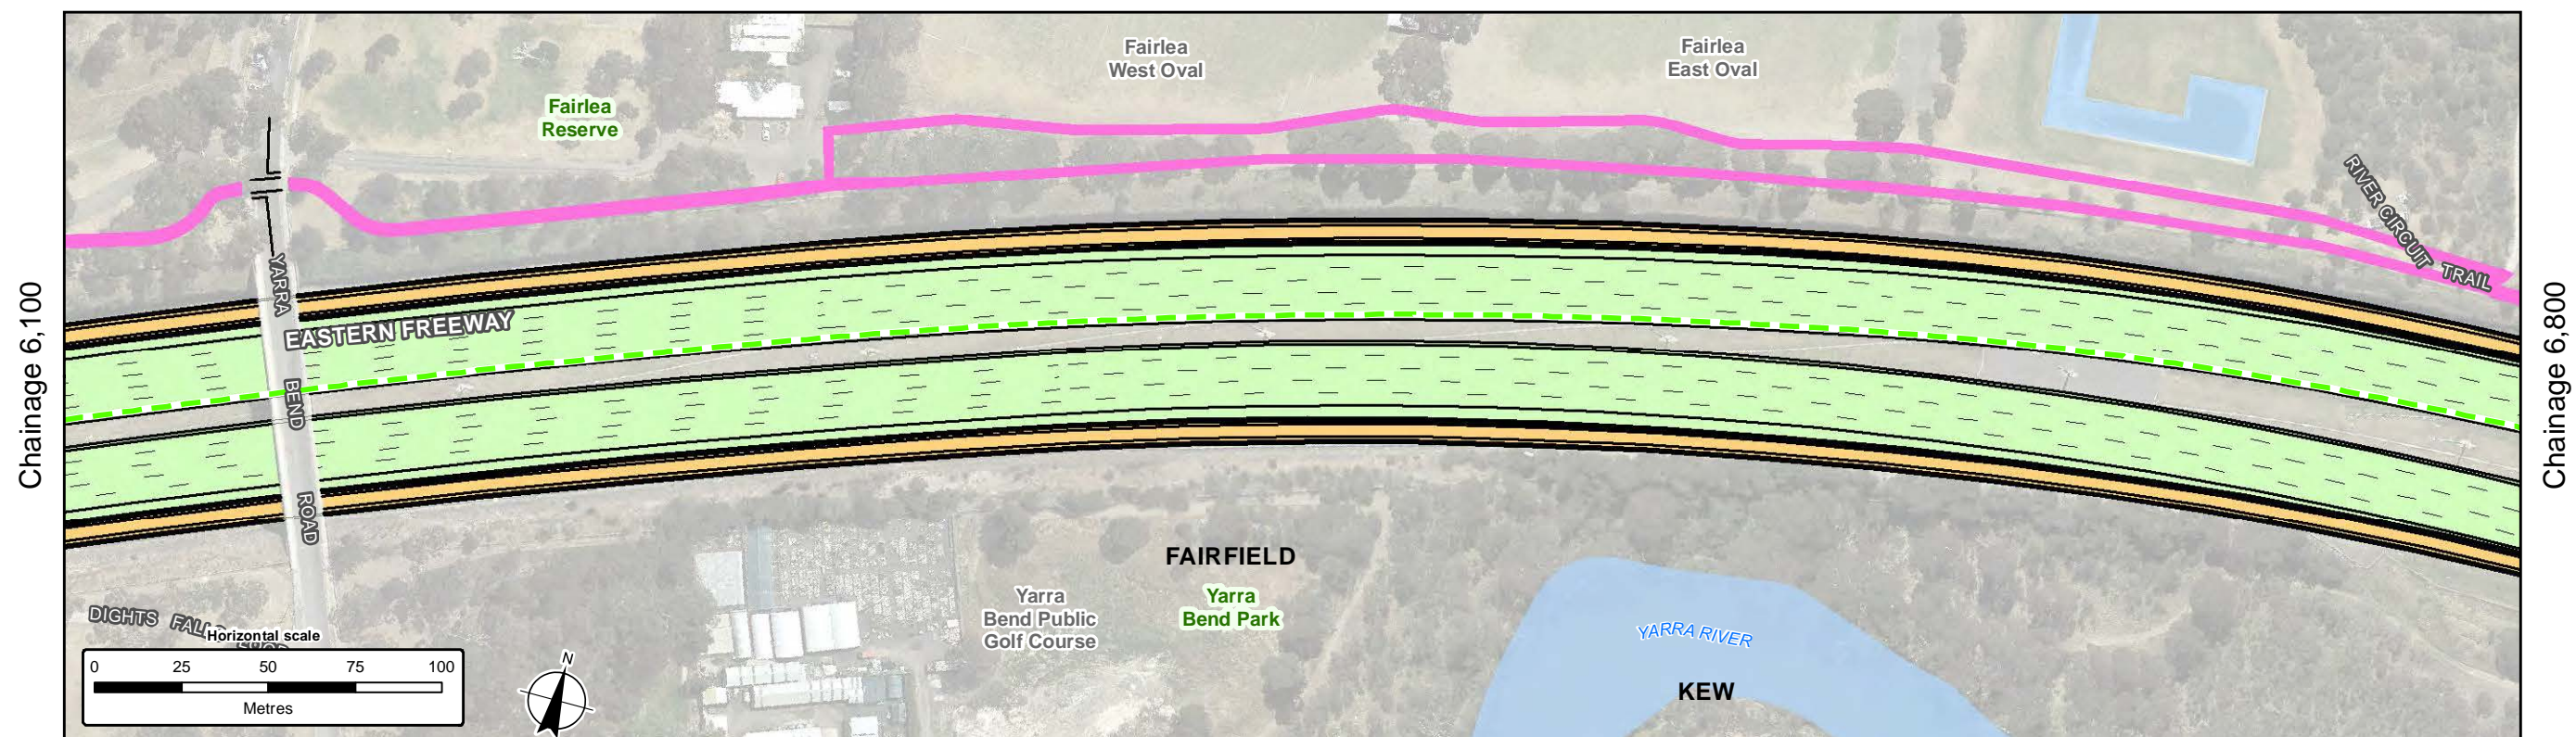 Fairlea
West Oval
Fairlea
East Oval
Fairlea
Reserve
RIVER CIRCUIT TRAIL
YARRA BEND ROAD
EASTERN FREEWAY
Chainage 6,100
Chainage 6,800
FAIRFIELD
Yarra
Bend Public
Golf Course
Yarra
Bend Park
YARRA RIVER
KEW
DIGHTS
Horizontal scale
0 25 50 75 100
Metres
N